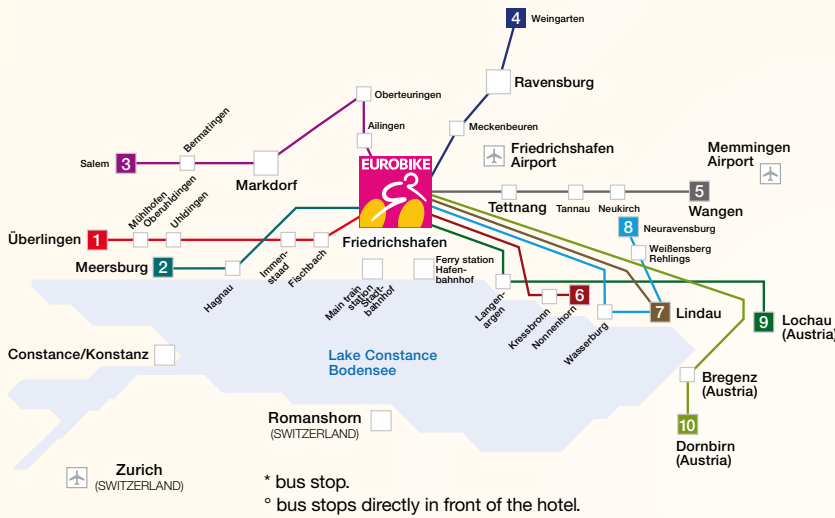 4
Weingarten
Ravensburg
Oberteuringen
Meckenbeuren
Ailingen
Bermatingen
Salem
3
Markdorf
EUROBIKE
Friedrichshafen
Airport
Memmingen
Airport
Mühlhofen
Oberuhldingen
Uhldingen
Tettnang
Tannau
Neukirch
5
Wangen
8
Neuravensburg
Weißensberg
Rehlings
Überlingen
1
Immen-
staad
Fischbach
Friedrichshafen
Meersburg
2
Hagnau
Main train
station
Stadt-
bahnhof
Ferry station
Hafen-
bahnhof
Langen-
argen
Kressbronn
Nonnenhorn
6
Wasserburg
7
Lindau
9
Lochau
(Austria)
Constance/Konstanz
Lake Constance
Bodensee
Bregenz
(Austria)
Romanshorn
(SWITZERLAND)
10
Dornbirn
(Austria)
Zurich
(SWITZERLAND)
* bus stop.
° bus stops directly in front of the hotel.